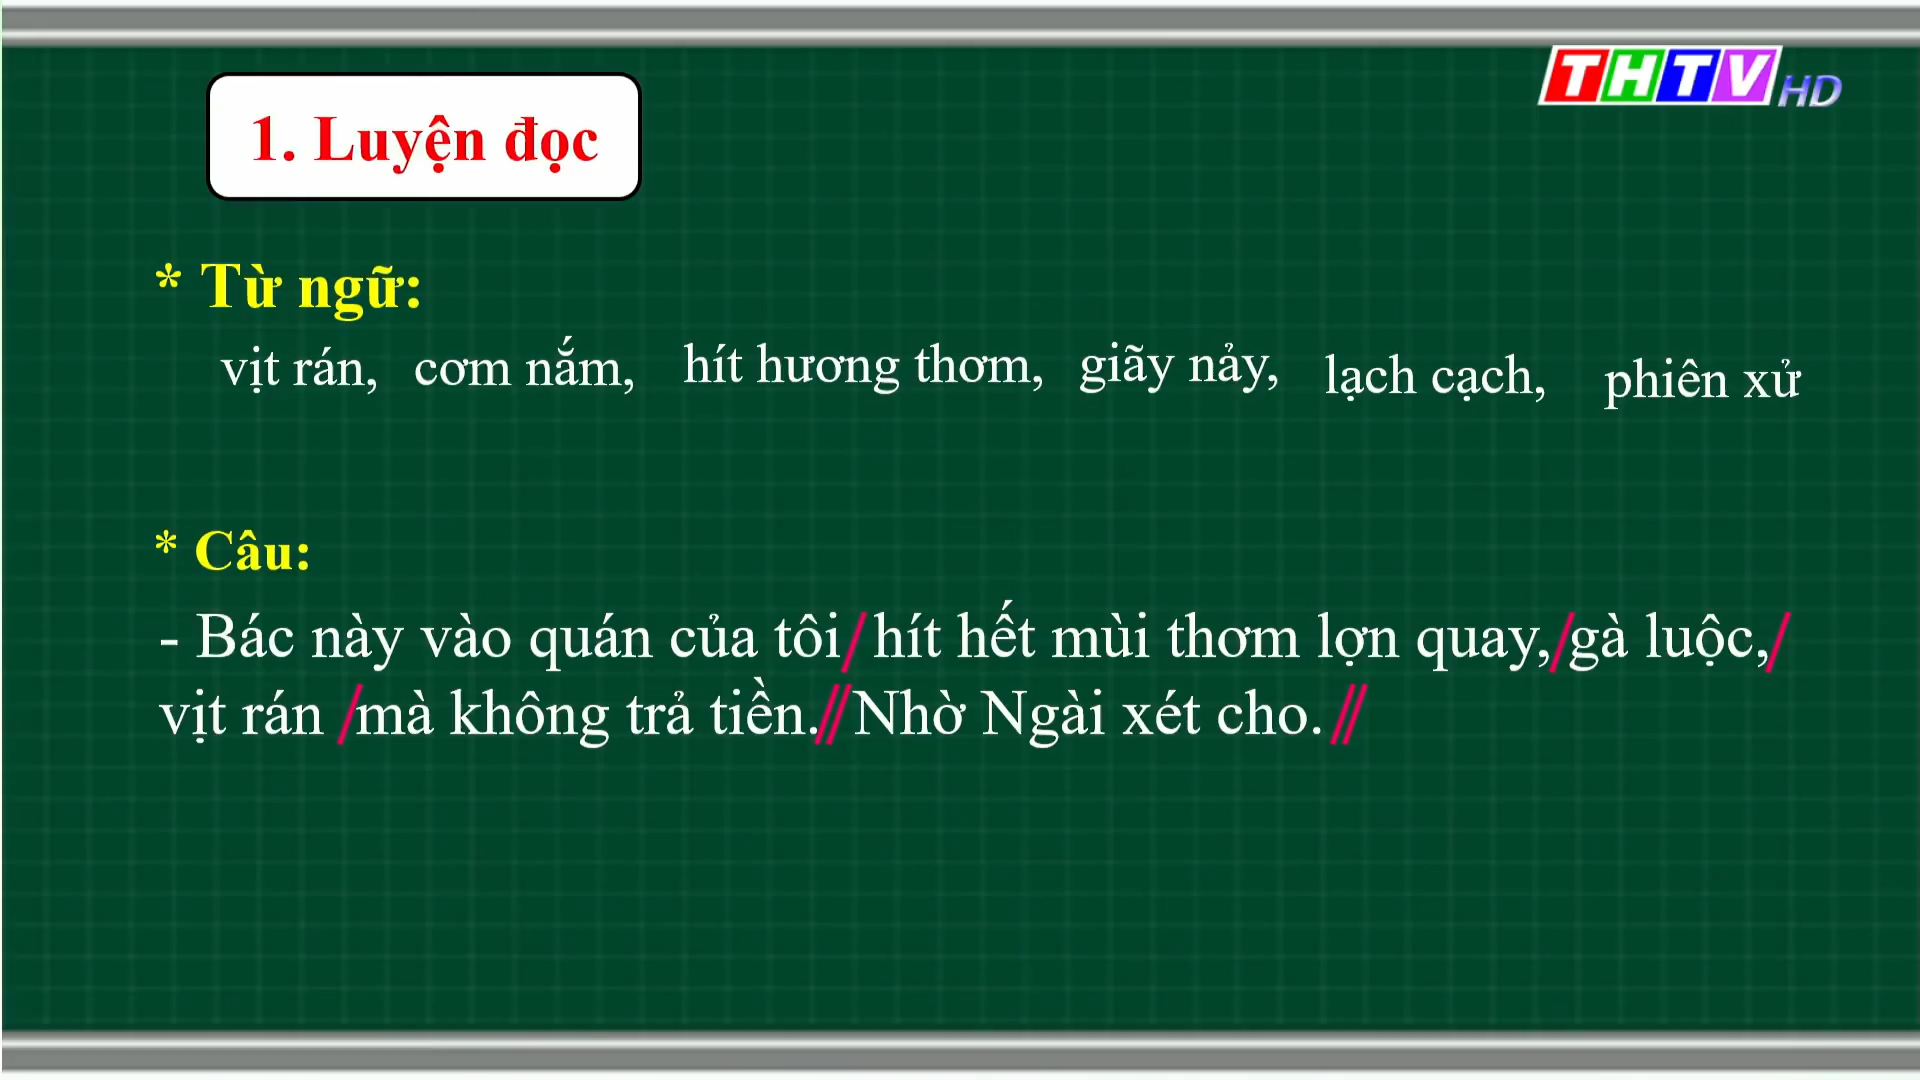 THTV HD
1. Luyện đọc
* Từ ngữ:
vịt rán, cơm nắm, hít hương thơm, giãy nảy, lạch cạch, phiên xử
* Câu:
- Bác này vào quán của tôi/ hít hết mùi thơm lợn quay,/gà luộc,/
vịt rán /mà không trả tiền.// Nhờ Ngài xét cho. //